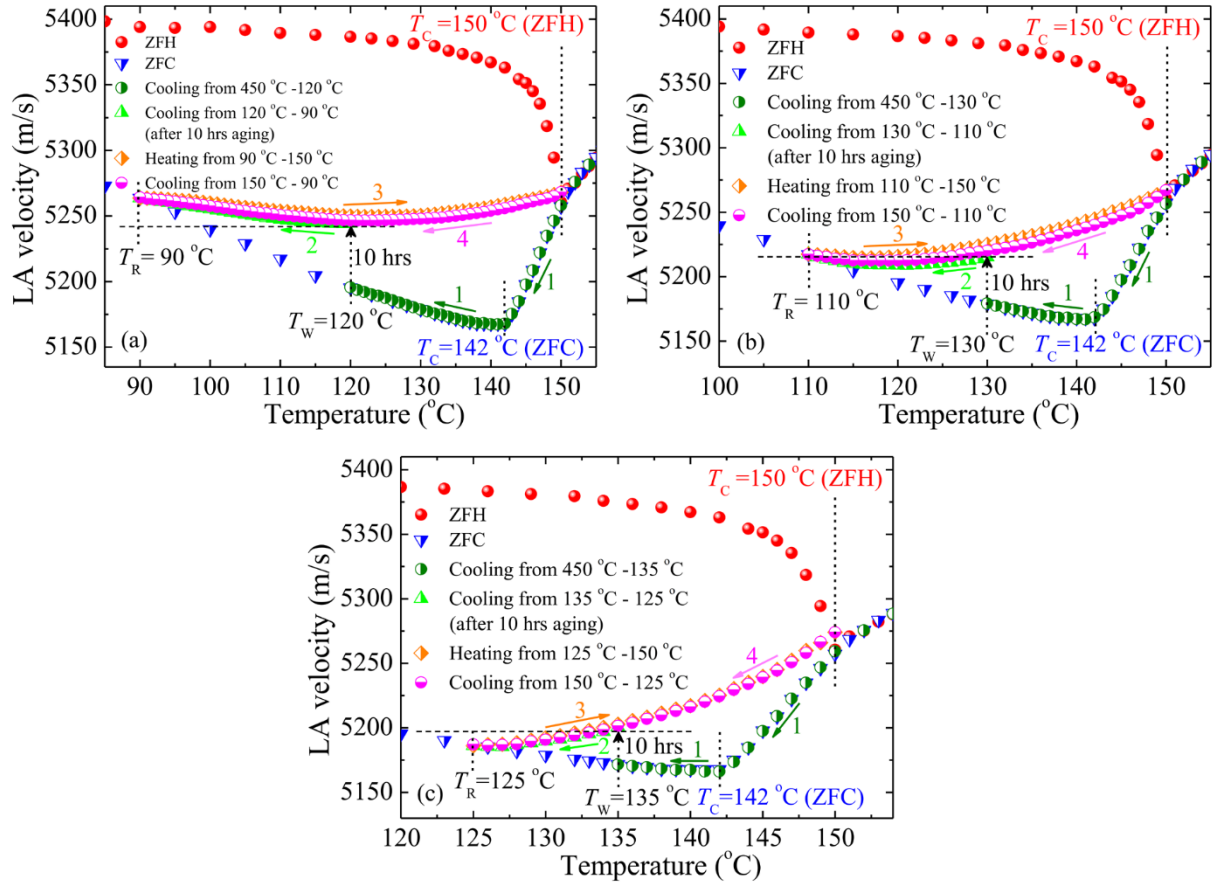 5400
5350
5300
5250
5200
5150
LA velocity (m/s)
T_C =150 °C (ZFH)
ZFH
ZFC
Cooling from 450 °C -120 °C
Cooling from 120 °C - 90 °C
(after 10 hrs aging)
Heating from 90 °C -150 °C
Cooling from 150 °C - 90 °C
3
2
4
1
1
T_R= 90 °C
10 hrs
T_W=120 °C
(a)
T_C=142 °C (ZFC)
90 100 110 120 130 140 150
Temperature (°C)
5400
5350
5300
5250
5200
5150
LA velocity (m/s)
T_C =150 °C (ZFH)
ZFH
ZFC
Cooling from 450 °C -130 °C
Cooling from 130 °C - 110 °C
(after 10 hrs aging)
Heating from 110 °C -150 °C
Cooling from 150 °C - 110 °C
3
4
2
1
1
T_R= 110 °C
10 hrs
T_W=130 °C
(b)
T_C=142 °C (ZFC)
100 110 120 130 140 150
Temperature (°C)
5400
5350
5300
5250
5200
5150
LA velocity (m/s)
T_C =150 °C (ZFH)
ZFH
ZFC
Cooling from 450 °C -135 °C
Cooling from 135 °C - 125 °C
(after 10 hrs aging)
Heating from 125 °C -150 °C
Cooling from 150 °C - 125 °C
4
3
2
10 hrs
1
1
T_R=125 °C
(c)
T_W=135 °C
T_C=142 °C (ZFC)
120 125 130 135 140 145 150
Temperature (°C)